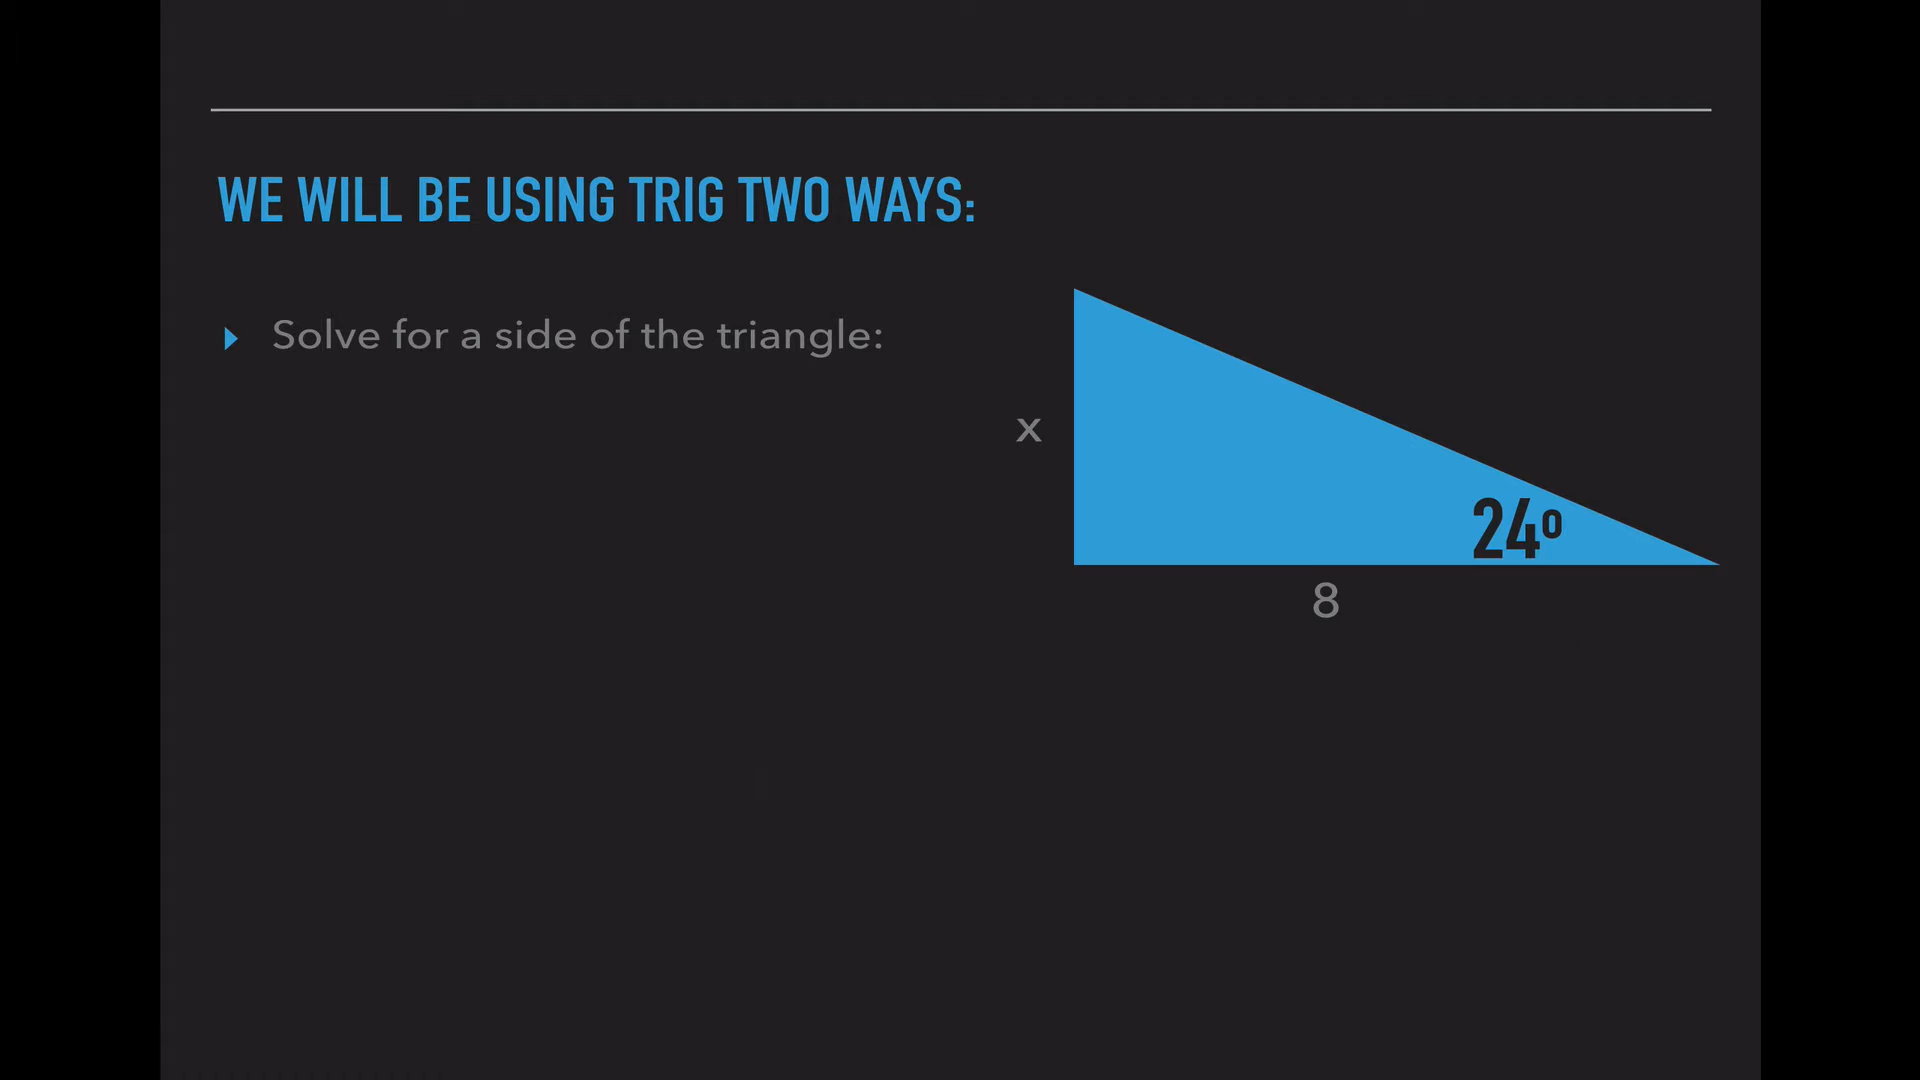 WE WILL BE USING TRIG TWO WAYS:
Solve for a side of the triangle:
x
24º
8